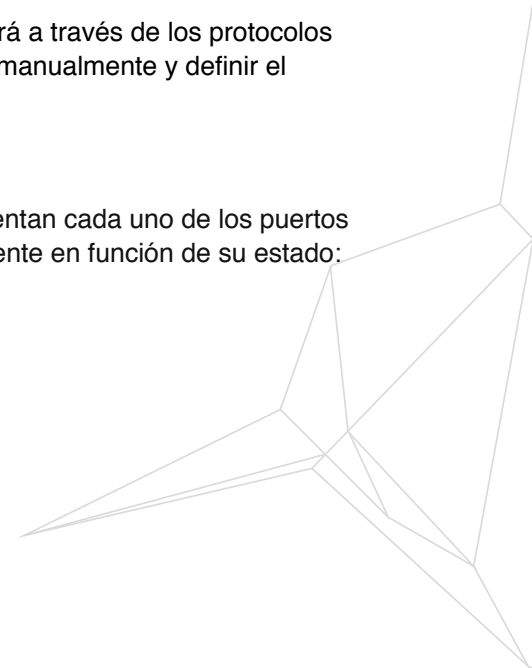 rá a través de los protocolos
manualmente y definir el
entan cada uno de los puertos
ente en función de su estado: